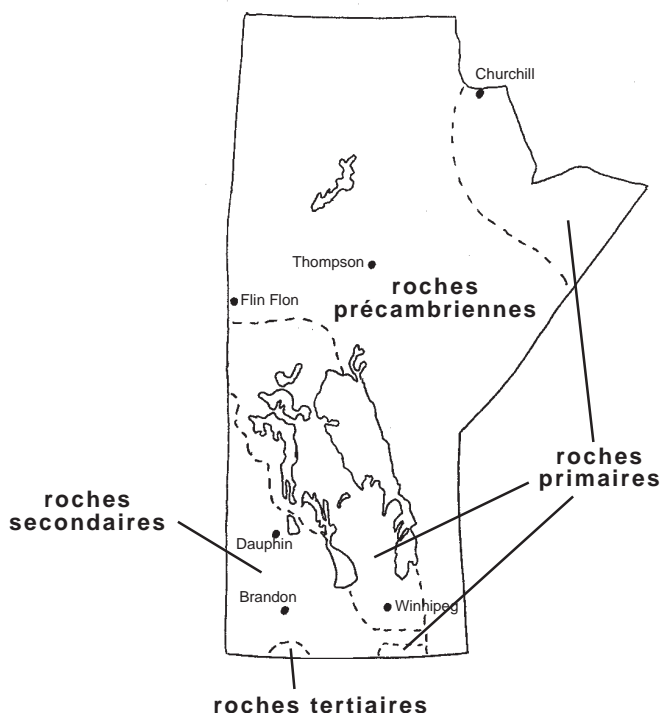 Churchill
Thompson
roches
précambriennes
Flin Flon
roches
primaires
roches
secondaires
Dauphin
Brandon
Winnipeg
roches tertiaires